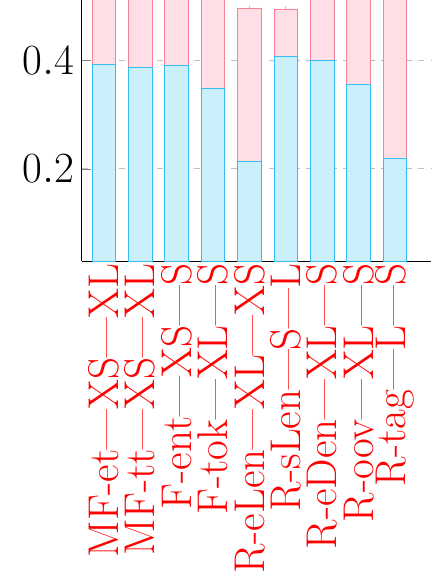 0.4
0.2
MF-et—XS—XL
MF-tt—XS—XL
F-ent—XS—S
F-tok—XL—S
R-eLen—XL—XS
R-sLen—S—L
R-eDen—XL—S
R-oov—XL—S
R-tag—L—S